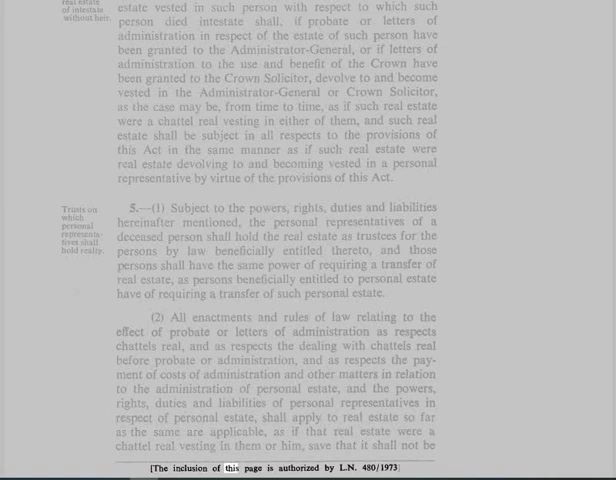 real estate
of intestate
without heir.
estate vested in such person with respect to which such
person died intestate shall, if probate or letters of
administration in respect of the estate of such person have
been granted to the Administrator-General, or if letters of
administration to the use and benefit of the Crown have
been granted to the Crown Solicitor, devolve to and become
vested in the Administrator-General or Crown Solicitor,
as the case may be, from time to time, as if such real estate
were a chattel real vesting in either of them, and such real
estate shall be subject in all respects to the provisions of
this Act in the same manner as if such real estate were
real estate devolving to and becoming vested in a personal
representative by virtue of the provisions of this Act.
Trusts on
which
personal
representa-
tives shall
hold realty.
5.—(1) Subject to the powers, rights, duties and liabilities
hereinafter mentioned, the personal representatives of a
deceased person shall hold the real estate as trustees for the
persons by law beneficially entitled thereto, and those
persons shall have the same power of requiring a transfer of
real estate, as persons beneficially entitled to personal estate
have of requiring a transfer of such personal estate.
(2) All enactments and rules of law relating to the
effect of probate or letters of administration as respects
chattels real, and as respects the dealing with chattels real
before probate or administration, and as respects the pay-
ment of costs of administration and other matters in relation
to the administration of personal estate, and the powers,
rights, duties and liabilities of personal representatives in
respect of personal estate, shall apply to real estate so far
as the same are applicable, as if that real estate were a
chattel real vesting in them or him, save that it shall not be
[The inclusion of this page is authorized by L.N. 480/1973]